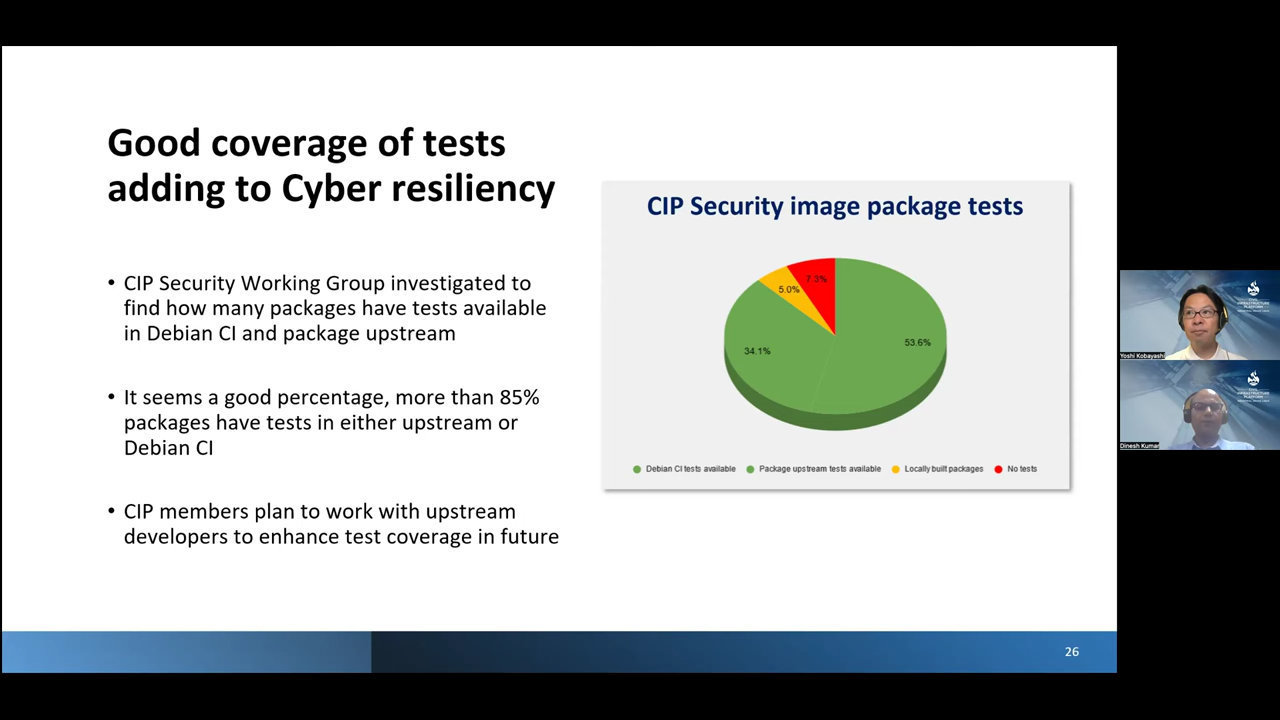 Good coverage of tests
adding to Cyber resiliency
• CIP Security Working Group investigated to
find how many packages have tests available
in Debian CI and package upstream
• It seems a good percentage, more than 85%
packages have tests in either upstream or
Debian CI
• CIP members plan to work with upstream
developers to enhance test coverage in future
CIP Security image package tests
7.3%
5.0%
34.1%
53.6%
Debian CI tests available
Package upstream tests available
Locally built packages
No tests
26
Yoshi Kobayashi
Dinesh Kumar